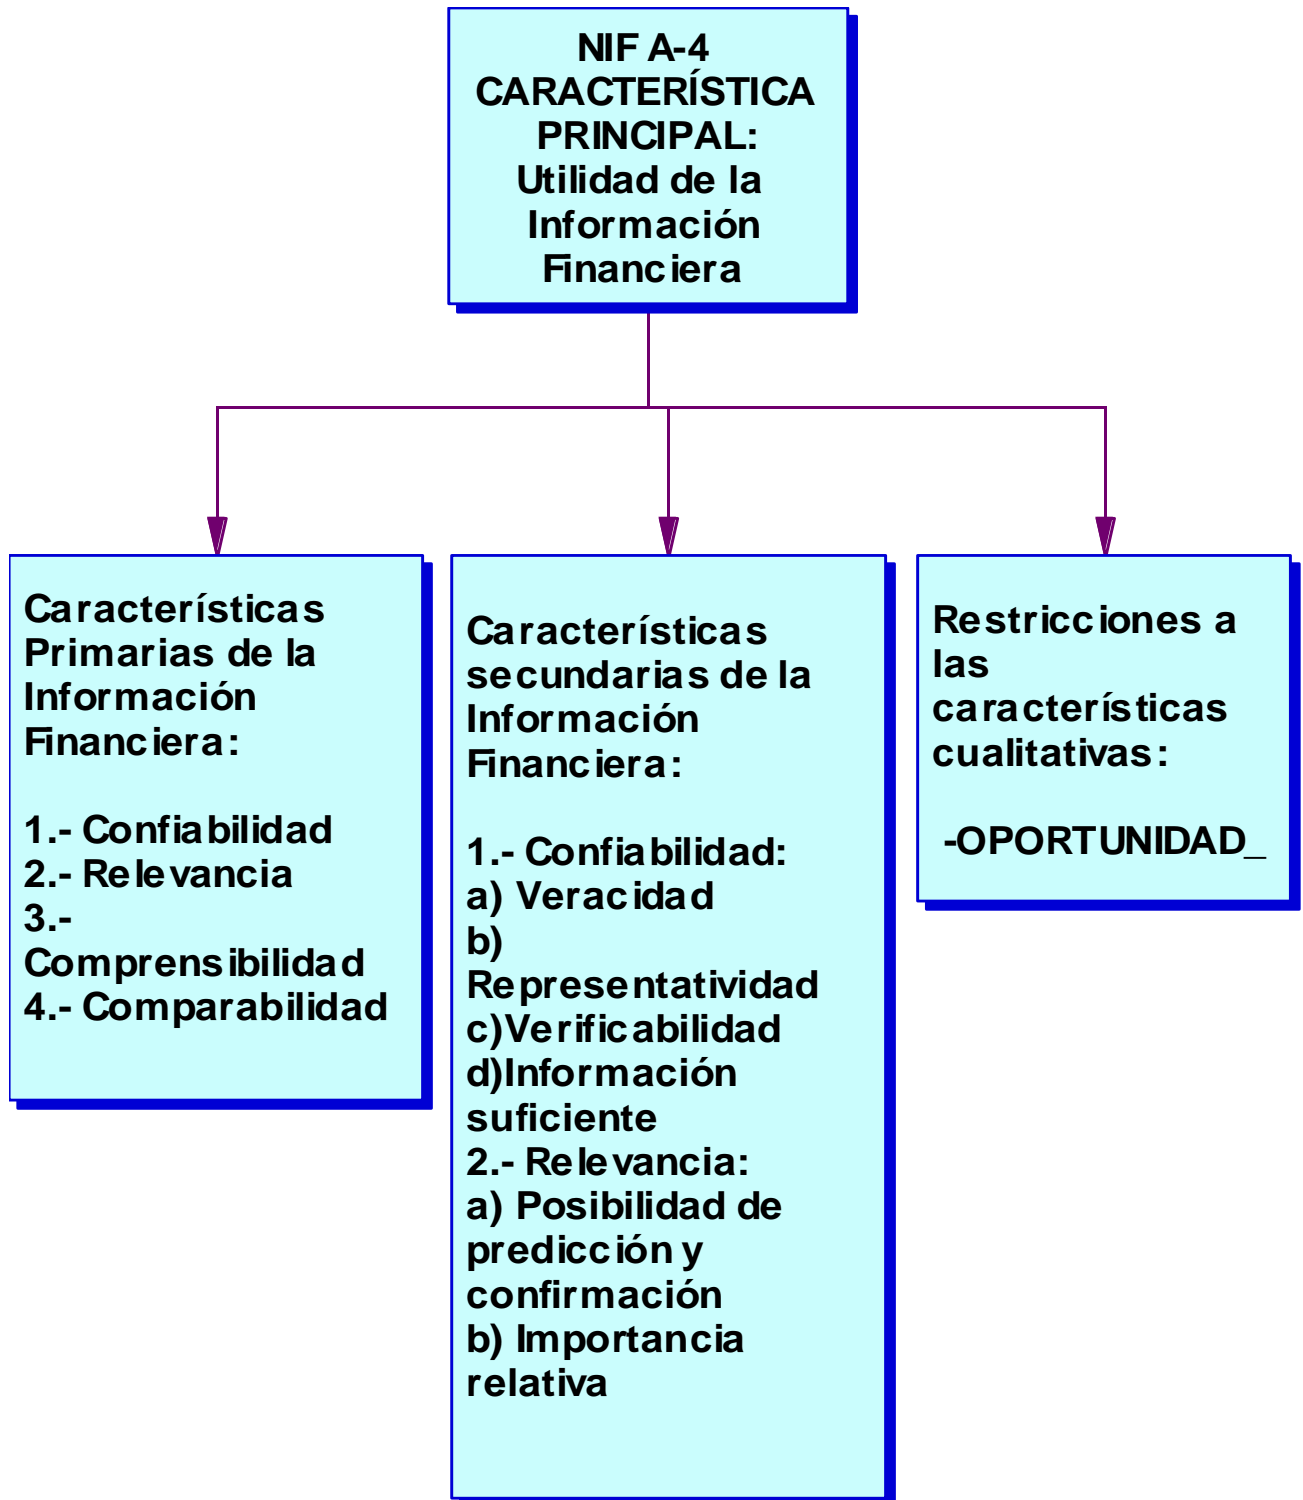 NIF A-4
CARACTERÍSTICA
PRINCIPAL:
Utilidad de la
Información
Financiera
Características
Primarias de la
Información
Financiera:
1.- Confiabilidad
2.- Relevancia
3.-
Comprensibilidad
4.- Comparabilidad
Características
secundarias de la
Información
Financiera:
1.- Confiabilidad:
a) Veracidad
b)
Representatividad
c)Verificabilidad
d)Información
suficiente
2.- Relevancia:
a) Posibilidad de
predicción y
confirmación
b) Importancia
relativa
Restricciones a
las
características
cualitativas:
-OPORTUNIDAD_